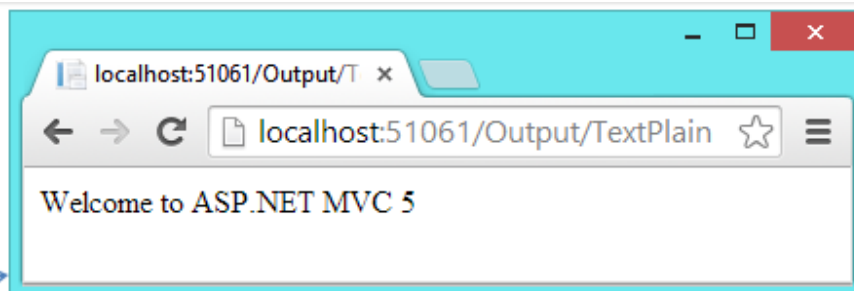 localhost:51061/Output/T
localhost:51061/Output/TextPlain
Welcome to ASP.NET MVC 5